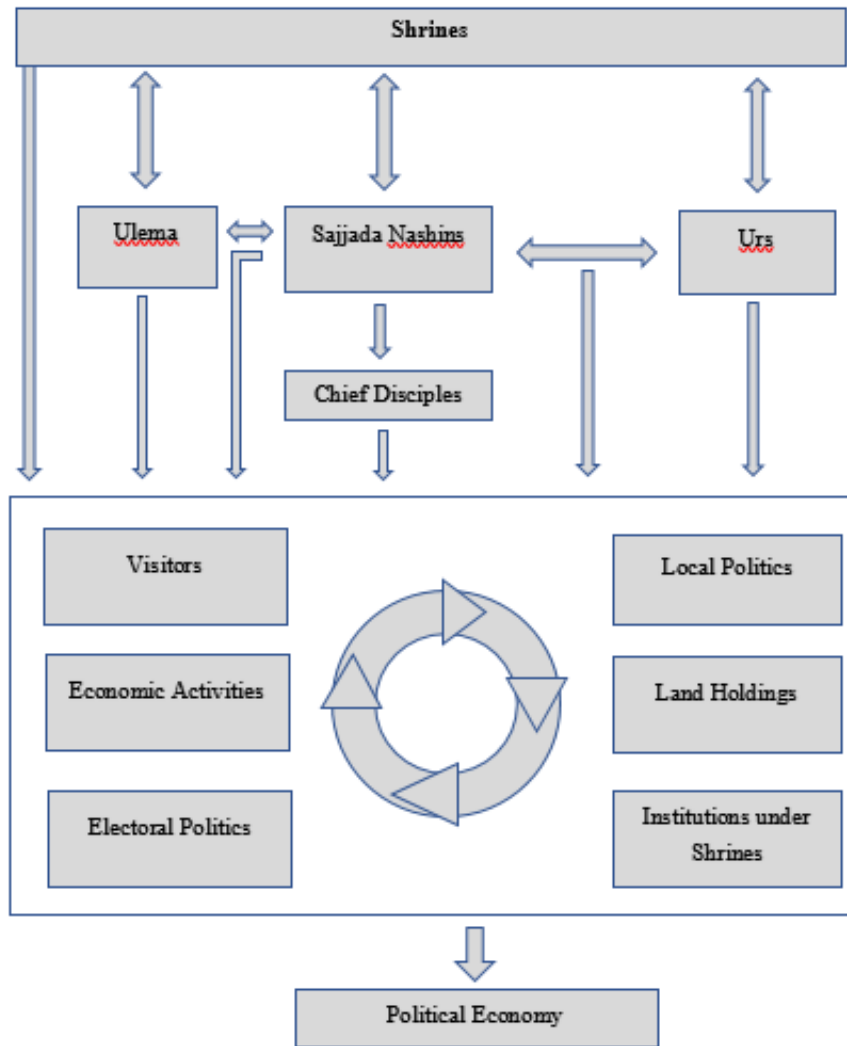 Shrines
Ulema
Sajjada Nashins
Urs
Chief Disciples
Visitors
Local Politics
Economic Activities
Land Holdings
Electoral Politics
Institutions under
Shrines
Political Economy